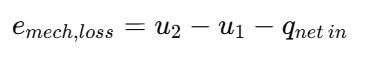 e_{mech,loss} = u_2 − u_1 − q_{net in}